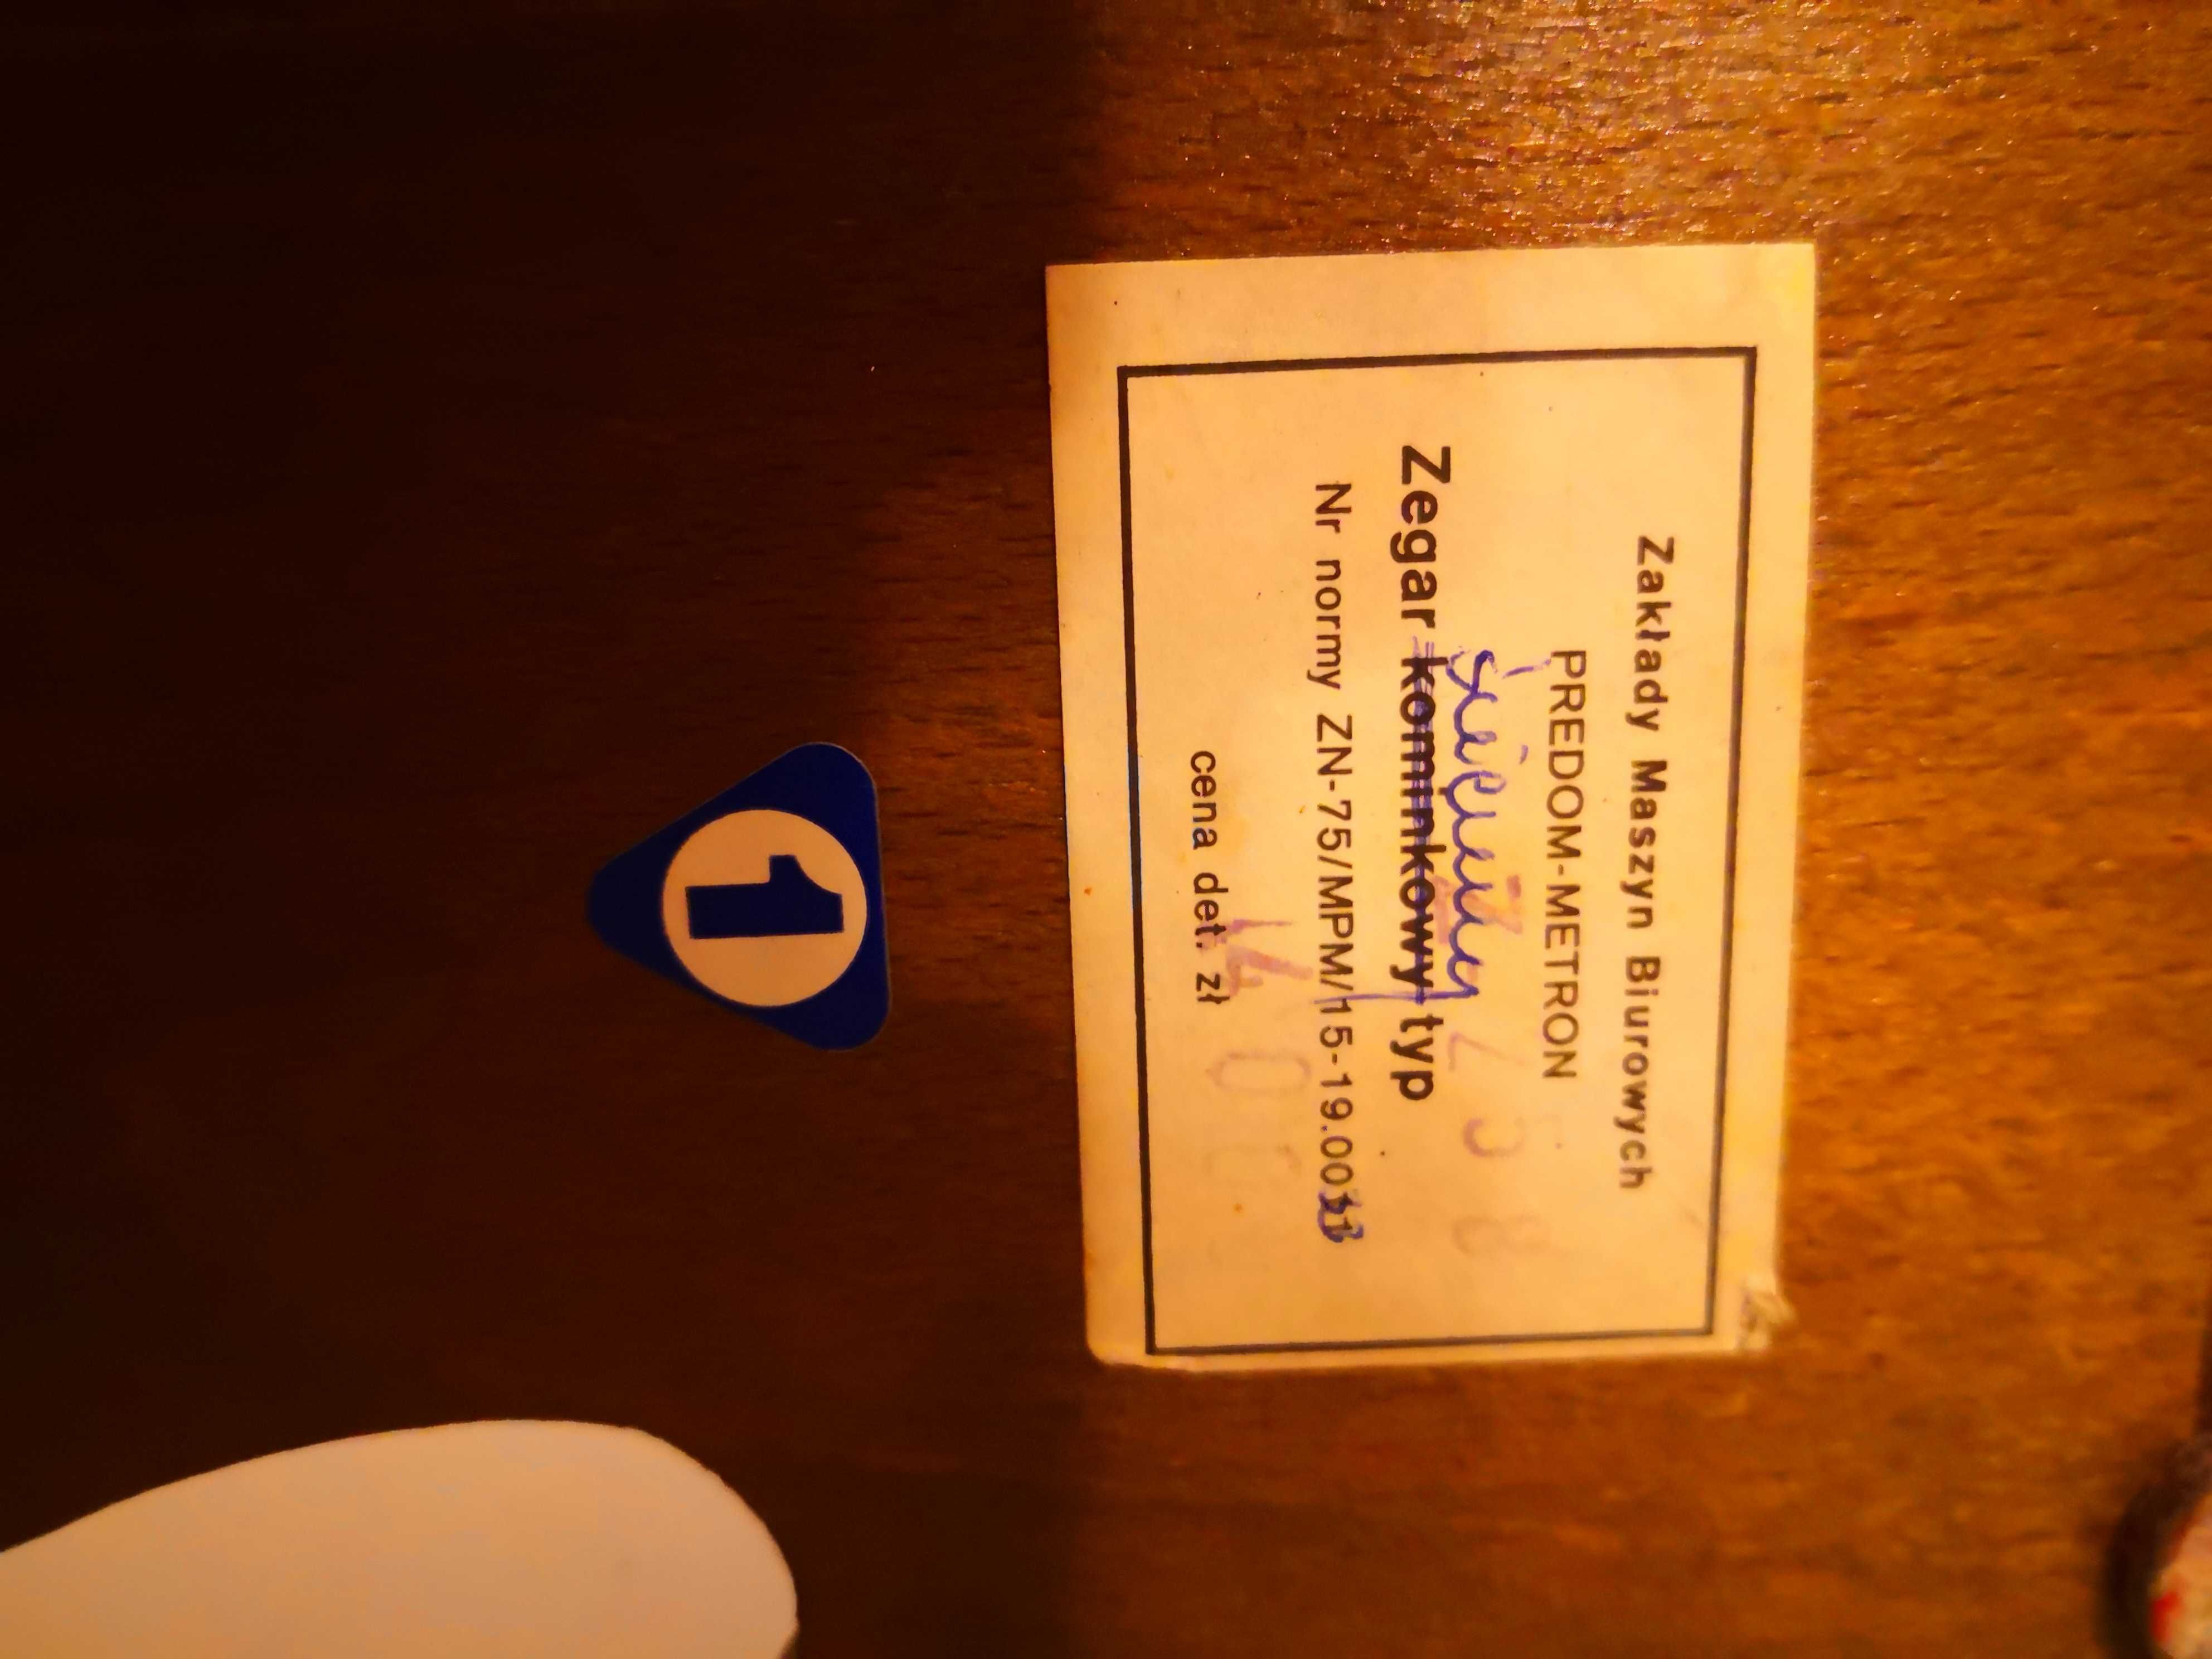 Zakłady Maszyn Biurowych
PREDOM-METRON
ścienny
Zegar kominkowy typ
Nr normy ZN-75/MPM/15-19.00
cena det. zł
1